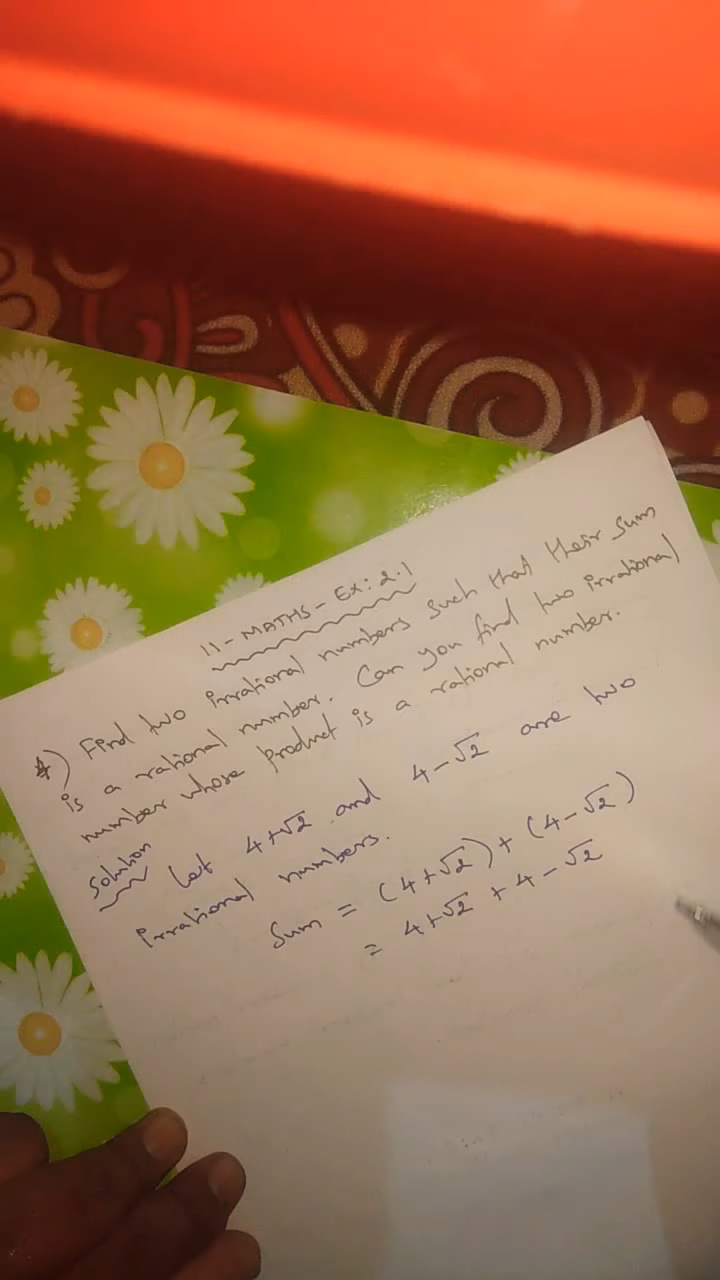 11-MATHS-Ex: 2.1
4) Find two irrational numbers such that their sum
is a rational number. Can you find two irrational
number whose product is a rational number.
Solution
Let 4+√2 and 4-√2 are two
irrational numbers.
Sum = (4+√2)+(4-√2)
= 4+√2+4-√2